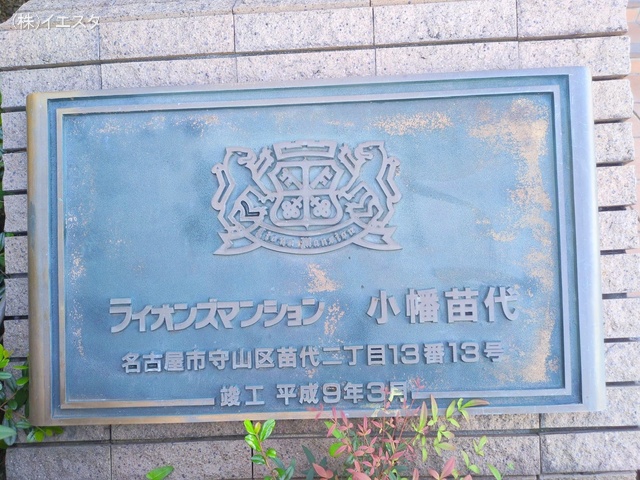 (株)イエスタ
ライオンズマンション 小幡苗代
名古屋市守山区苗代二丁目13番13号
竣工 平成9年3月